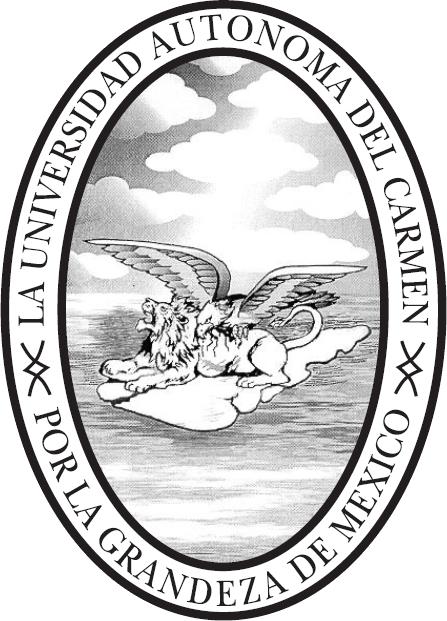 LA UNIVERSIDAD AUTONOMA DEL CARMEN
POR LA GRANDEZA DE MEXICO